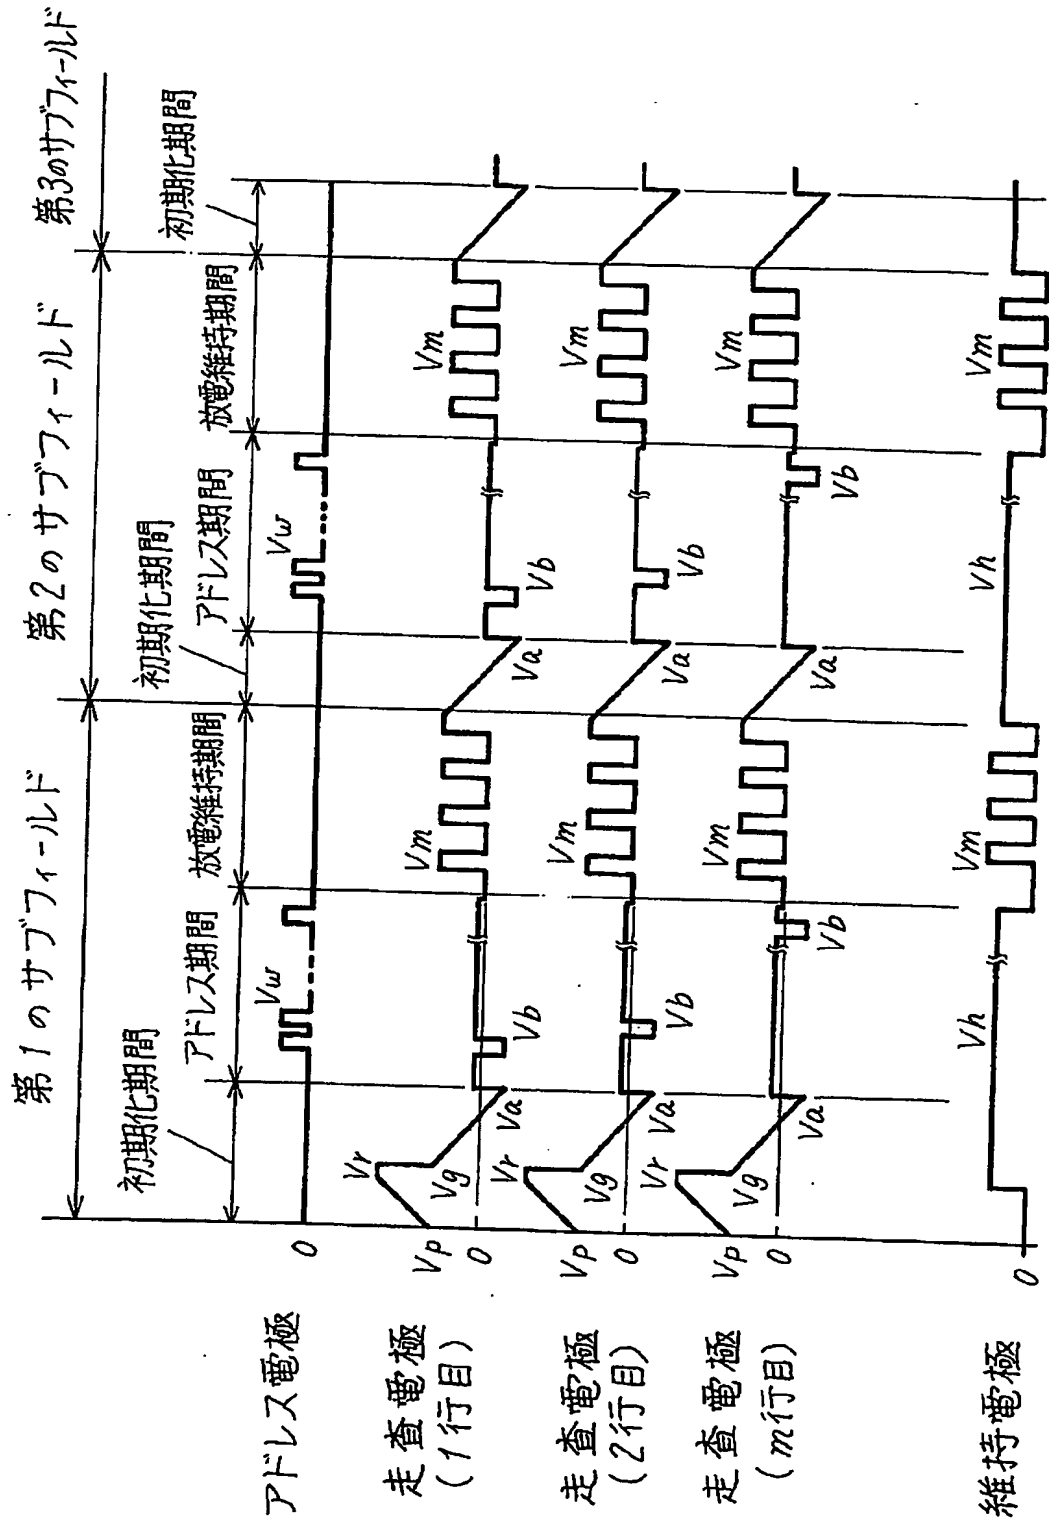 第1のサブフィールド
第2のサブフィールド
第3のサブフィールド
初期化期間
アドレス期間
放電維持期間
初期化期間
アドレス期間
放電維持期間
初期化期間
アドレス電極
0
Vw
Vw
走査電極
(1行目)
Vp
0
Vr
Vg
Va
Vb
Vm
Va
Vb
Vm
走査電極
(2行目)
Vp
0
Vr
Vg
Va
Vb
Vm
Va
Vb
Vm
走査電極
(m行目)
Vp
0
Vr
Vg
Va
Vb
Vm
Va
Vb
Vm
維持電極
0
Vh
Vm
Vh
Vm